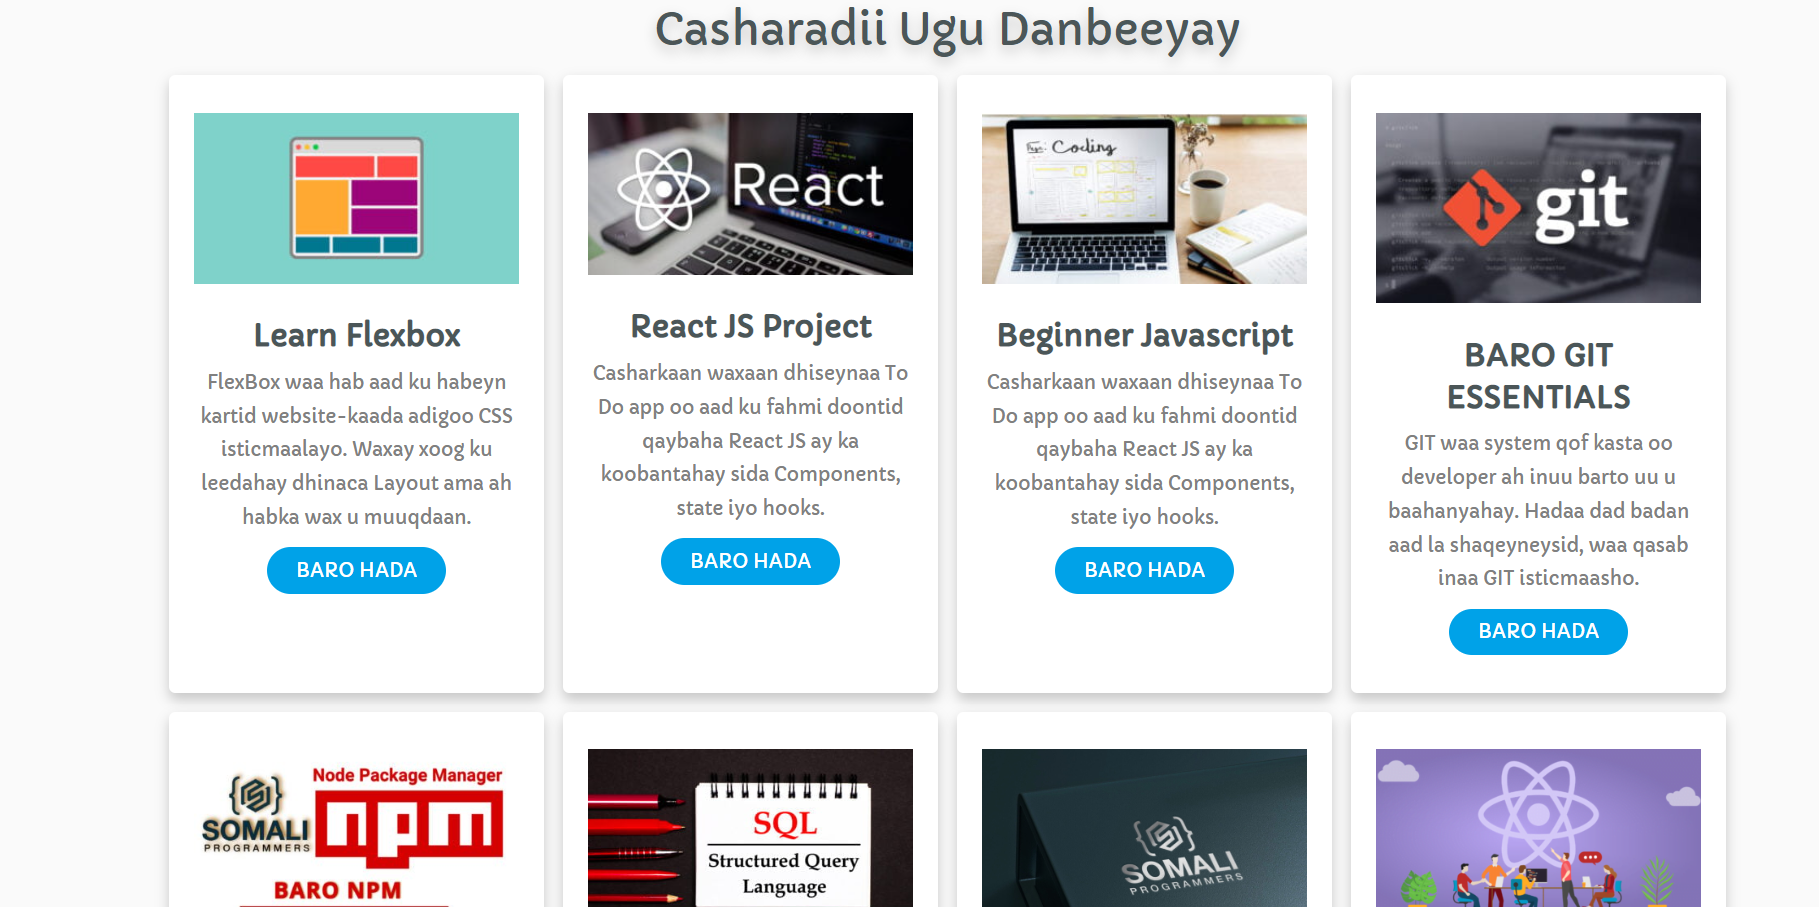 Casharadii Ugu Danbeeyay
React
Page: Coding
git
Learn Flexbox
FlexBox waa hab aad ku habeyn
kartid website-kaada adigoo CSS
isticmaalayo. Waxay xoog ku
leedahay dhinaca Layout ama ah
habka wax u muuqdaan.
BARO HADA
React JS Project
Casharkaan waxaan dhiseynaa To
Do app oo aad ku fahmi doontid
qaybaha React JS ay ka
koobantahay sida Components,
state iyo hooks.
BARO HADA
Beginner Javascript
Casharkaan waxaan dhiseynaa To
Do app oo aad ku fahmi doontid
qaybaha React JS ay ka
koobantahay sida Components,
state iyo hooks.
BARO HADA
BARO GIT
ESSENTIALS
GIT waa system qof kasta oo
developer ah inuu barto uu u
baahanyahay. Hadaa dad badan
aad la shaqeyneysid, waa qasab
inaa GIT isticmaasho.
BARO HADA
Node Package Manager
SOMALI
PROGRAMMERS
npm
BARO NPM
SQL
Structured Query
Language
SOMALI
PROGRAMMERS